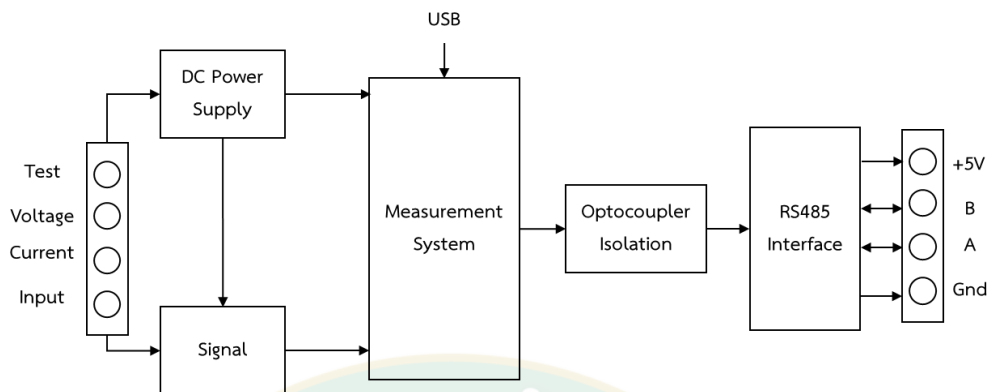 USB
DC Power
Supply
Test
Voltage
Current
Input
Signal
Measurement
System
Optocoupler
Isolation
RS485
Interface
+5V
B
A
Gnd